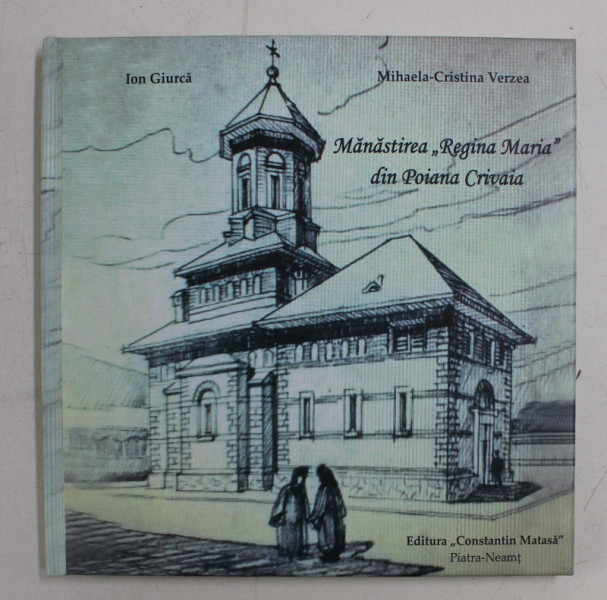 Ion Giurcă
Mihaela-Cristina Verzea
Mănăstirea „Regina Maria”
din Poiana Crivaia
Editura „Constantin Matasă”
Piatra-Neamț